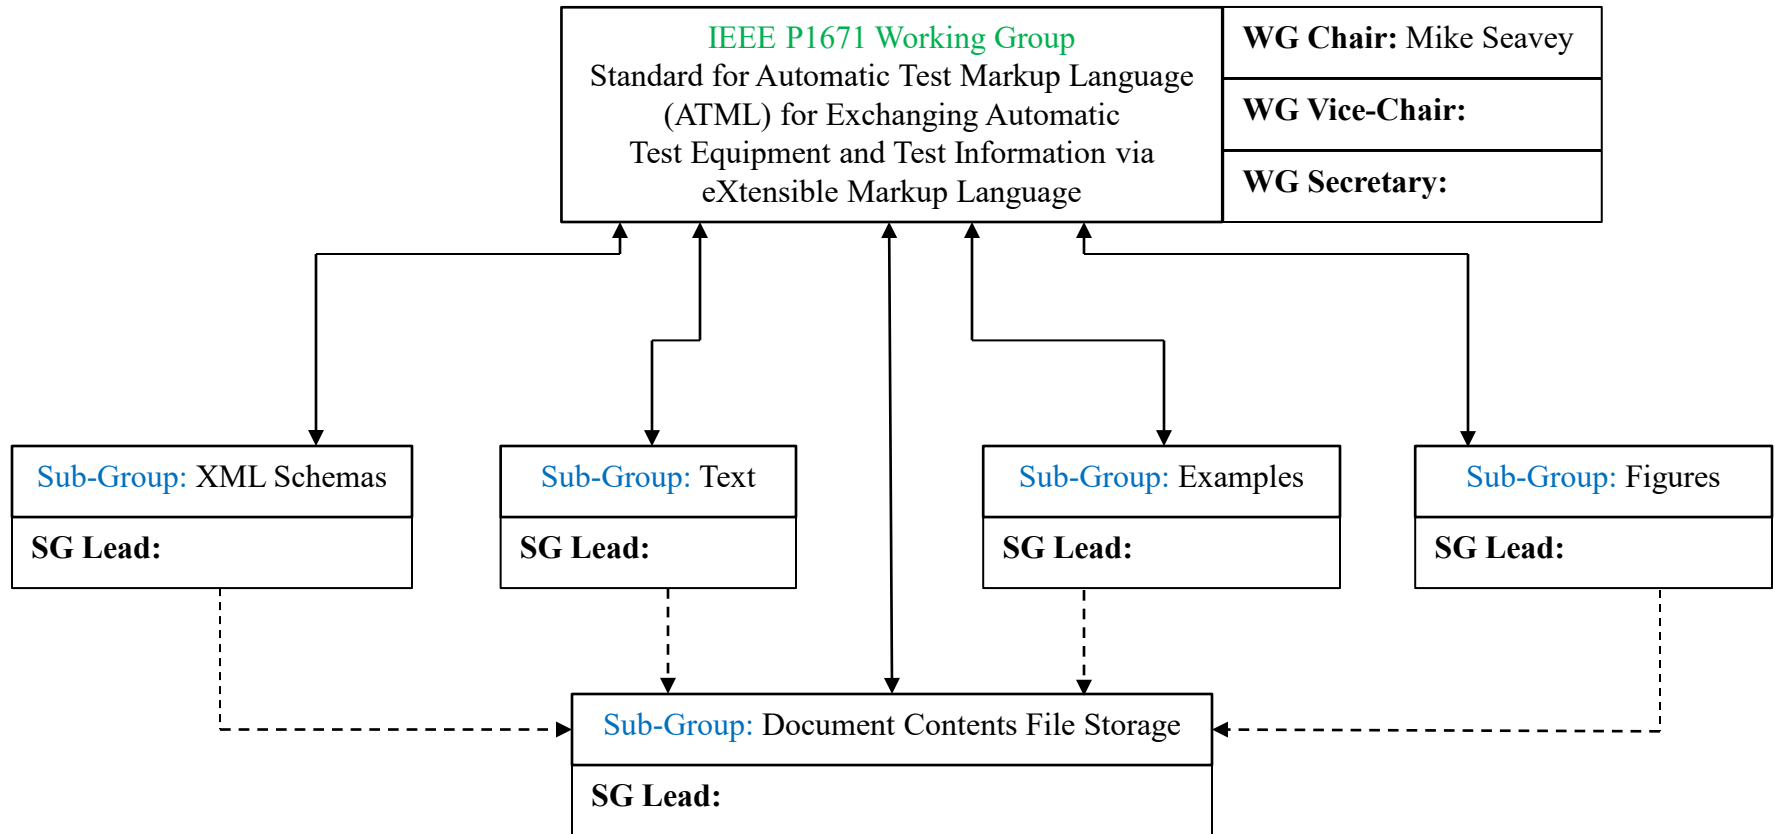 IEEE P1671 Working Group
Standard for Automatic Test Markup Language
(ATML) for Exchanging Automatic
Test Equipment and Test Information via
eXtensible Markup Language
WG Chair: Mike Seavey
WG Vice-Chair:
WG Secretary:
Sub-Group: XML Schemas
SG Lead:
Sub-Group: Text
SG Lead:
Sub-Group: Examples
SG Lead:
Sub-Group: Figures
SG Lead:
Sub-Group: Document Contents File Storage
SG Lead: